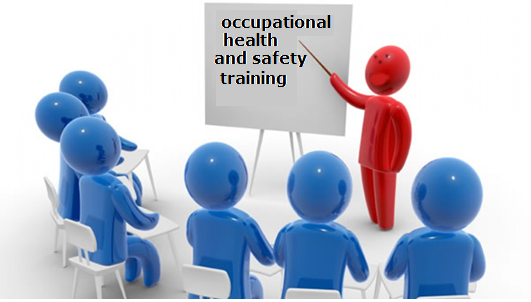 occupational
health
and safety
training